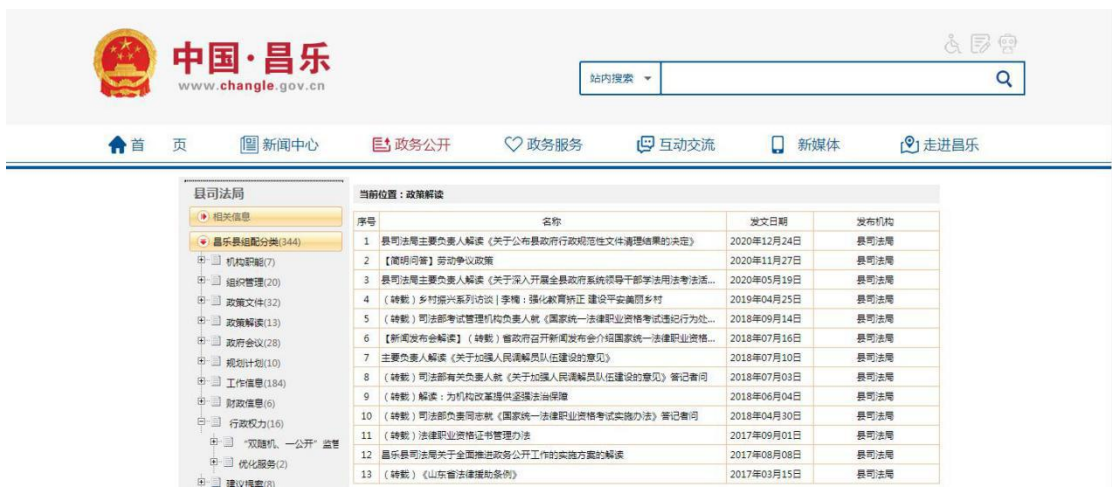 中国·昌乐
www.changle.gov.cn
站内搜索
首 页
新闻中心
政务公开
政务服务
互动交流
新媒体
走进昌乐
县司法局
相关信息
昌乐县组配分类(344)
机构职能(7)
组织管理(20)
政策文件(32)
政策解读(13)
政府会议(28)
规划计划(10)
工作信息(184)
财政信息(6)
行政权力(16)
“双随机、一公开”监管
优化服务(2)
建议提案(8)
当前位置：政策解读
序号 名称 发文日期 发布机构
1 县司法局主要负责人解读《关于公布县政府行政规范性文件清理结果的决定》 2020年12月24日 县司法局
2 【简明问答】劳动争议政策 2020年11月27日 县司法局
3 县司法局主要负责人解读《关于深入开展全县政府系统领导干部学法用法考法活... 2020年05月19日 县司法局
4 （转载）乡村振兴系列访谈|李楠：强化教育矫正 建设平安美丽乡村 2019年04月25日 县司法局
5 （转载）司法部考试管理机构负责人就《国家统一法律职业资格考试违纪行为处... 2018年09月14日 县司法局
6 【新闻发布会解读】（转载）省政府召开新闻发布会介绍国家统一法律职业资格... 2018年07月16日 县司法局
7 主要负责人解读《关于加强人民调解员队伍建设的意见》 2018年07月10日 县司法局
8 （转载）司法部有关负责人就《关于加强人民调解员队伍建设的意见》答记者问 2018年07月03日 县司法局
9 （转载）解读：为机构改革提供坚强法治保障 2018年06月04日 县司法局
10 （转载）司法部负责同志就《国家统一法律职业资格考试实施办法》答记者问 2018年04月30日 县司法局
11 （转载）法律职业资格证书管理办法 2017年09月01日 县司法局
12 昌乐县司法局关于全面推进政务公开工作的实施方案的解读 2017年08月08日 县司法局
13 （转载）《山东省法律援助条例》 2017年03月15日 县司法局